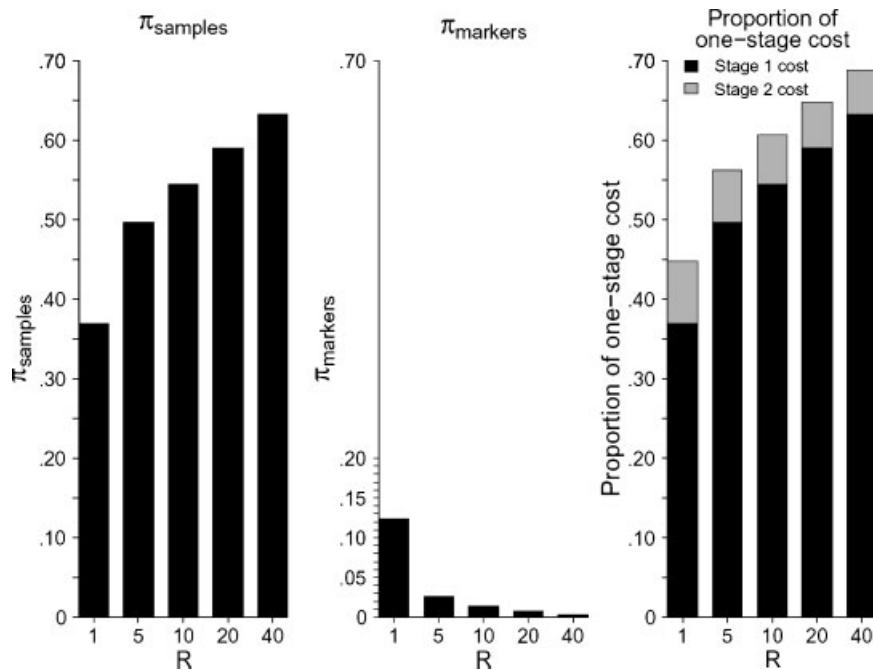 πsamples
.70
.60
.50
.40
.30
.20
.10
0
πsamples
1 5 10 20 40
R
πmarkers
.70
.20
.15
.10
.05
0
πmarkers
1 5 10 20 40
R
Proportion of
one−stage cost
Stage 1 cost
Stage 2 cost
.70
.60
.50
.40
.30
.20
.10
0
Proportion of one−stage cost
1 5 10 20 40
R